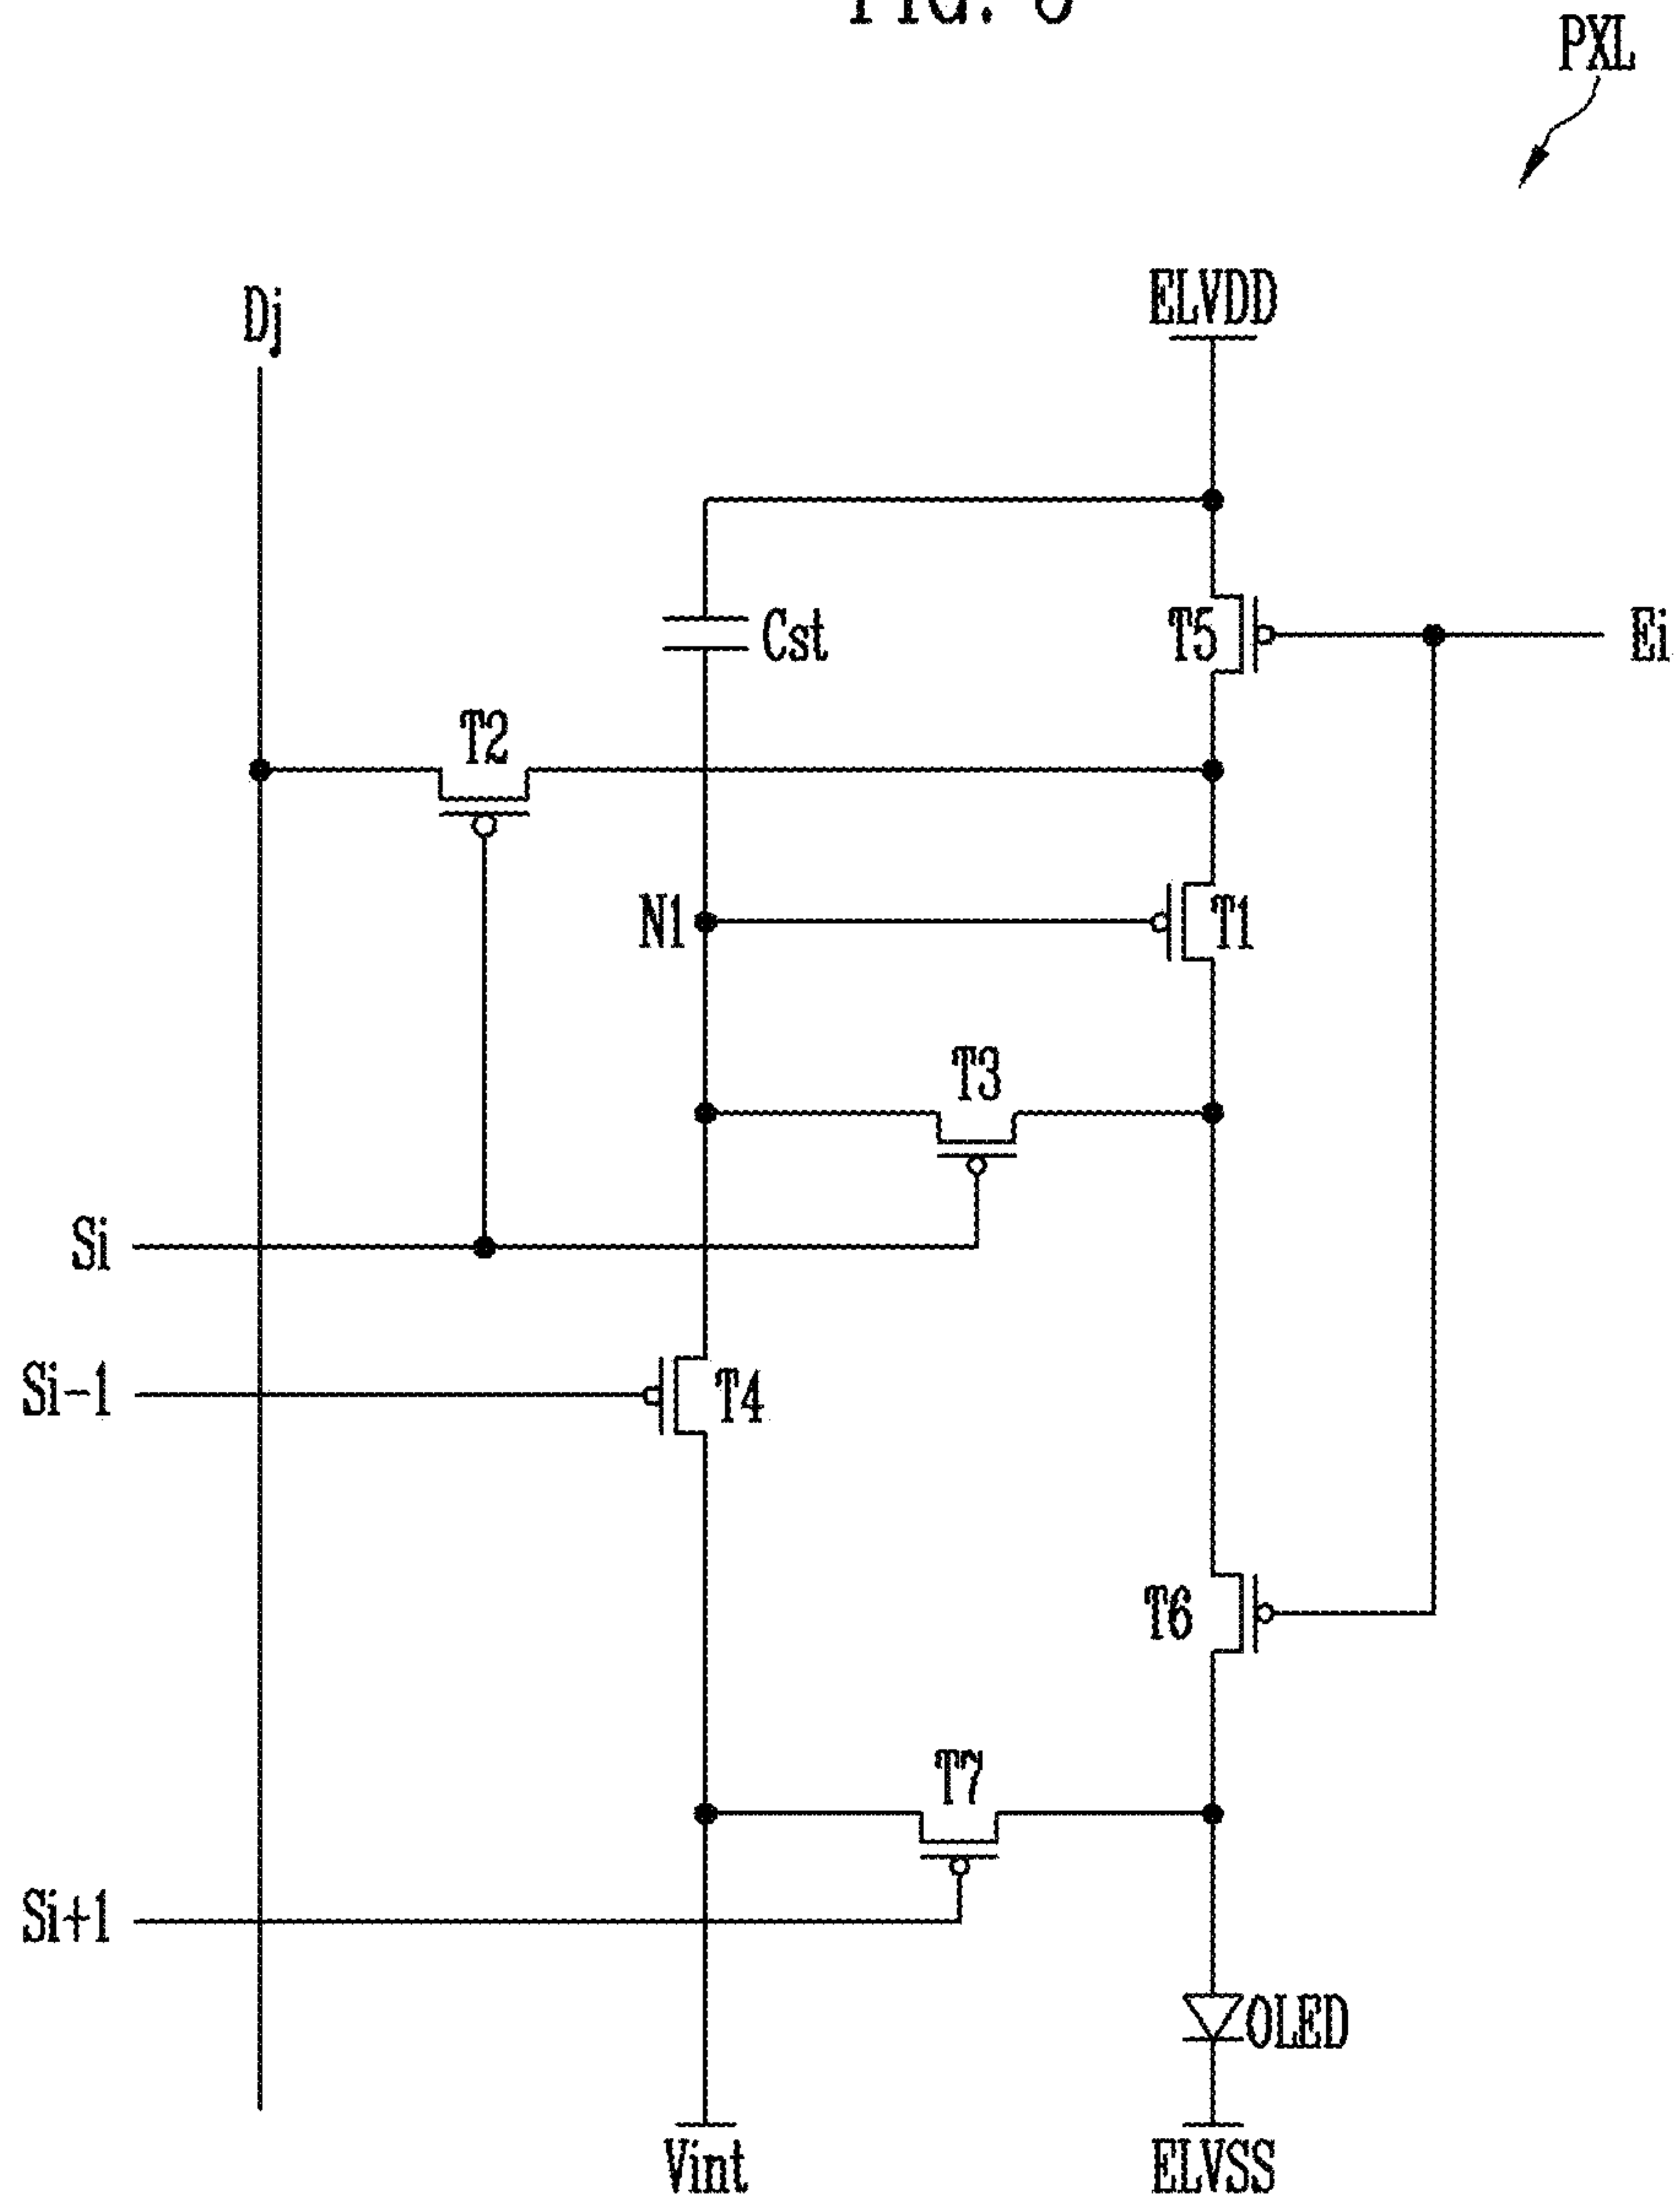 PXL
Dj
ELVDD
Cst
T5
Ei
T2
N1
T1
T3
Si
Si-1
T4
T6
T7
Si+1
OLED
Vint
ELVSS